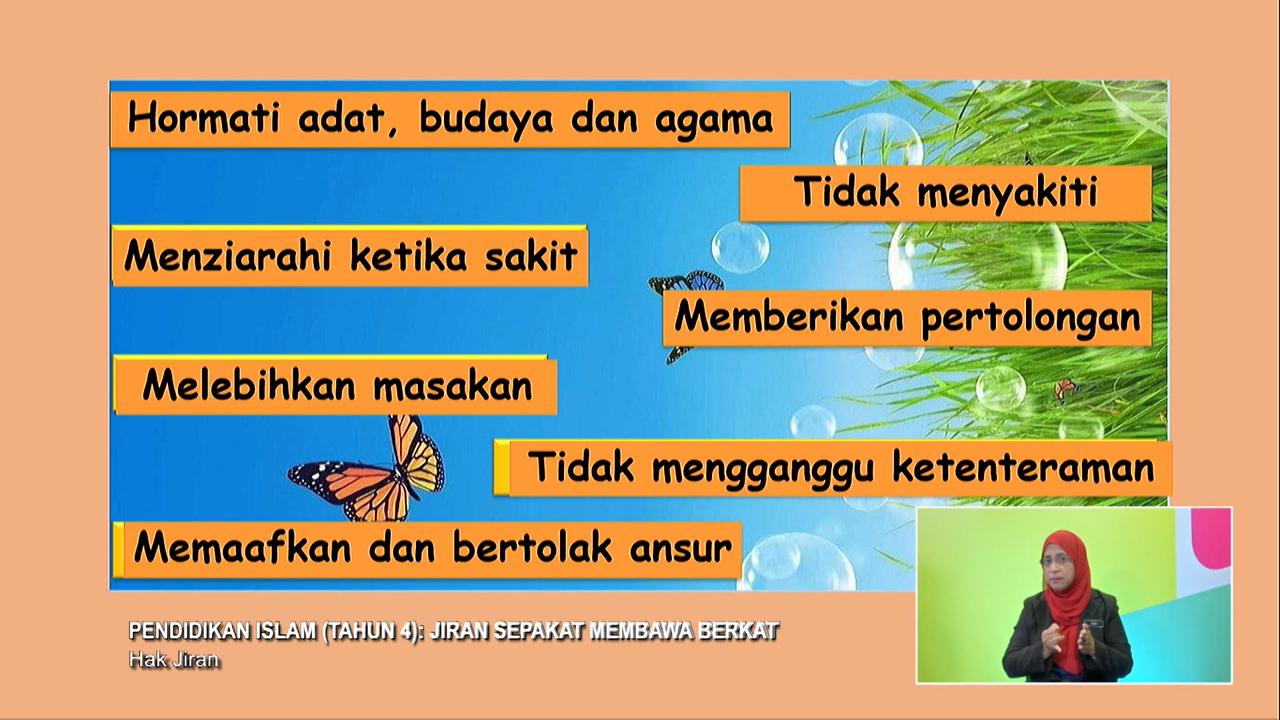 Hormati adat, budaya dan agama
Tidak menyakiti
Menziarahi ketika sakit
Memberikan pertolongan
Melebihkan masakan
Tidak mengganggu ketenteraman
Memaafkan dan bertolak ansur
PENDIDIKAN ISLAM (TAHUN 4): JIRAN SEPAKAT MEMBAWA BERKAT
Hak Jiran